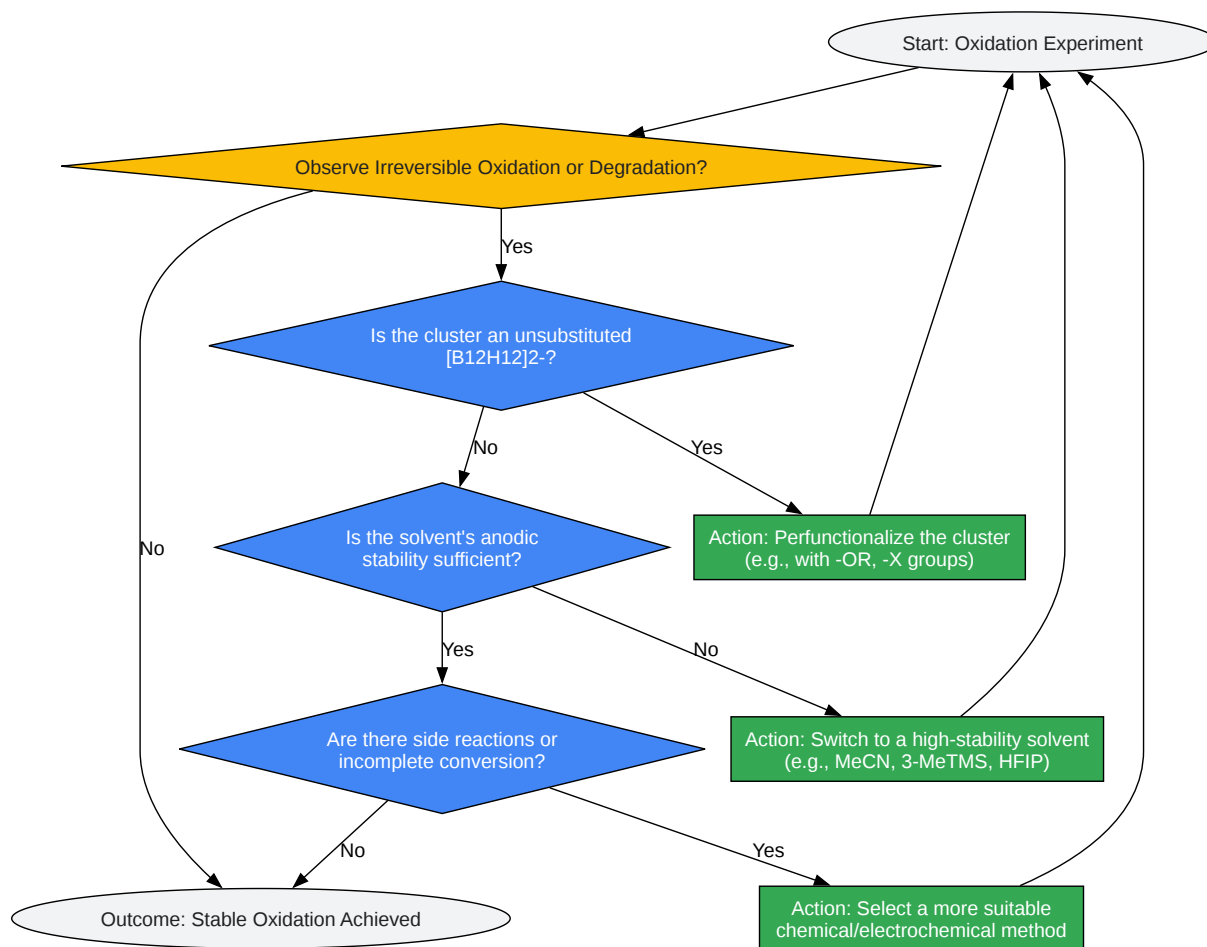 Start: Oxidation Experiment
Observe Irreversible Oxidation or Degradation?
Yes
Is the cluster an unsubstituted
[B12H12]2-?
No
Yes
Is the solvent's anodic
stability sufficient?
Action: Perfunctionalize the cluster
(e.g., with -OR, -X groups)
No
Yes
No
Are there side reactions or
incomplete conversion?
Action: Switch to a high-stability solvent
(e.g., MeCN, 3-MeTMS, HFIP)
No
Yes
Outcome: Stable Oxidation Achieved
Action: Select a more suitable
chemical/electrochemical method